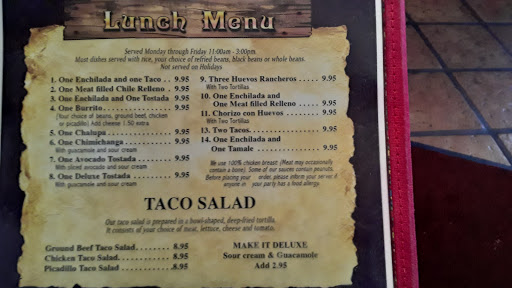 Lunch Menu
Served Monday through Friday 11:00am - 3:00pm
Most dishes served with rice, your choice of refried beans, black beans or whole beans.
Not served on Holidays
1. One Enchilada and one Taco . . 9.95
2. One Meat filled Chile Relleno . 9.95
3. One Enchilada and One Tostada 9.95
4. One Burrito. . . . . . . . . . . . . 9.95
(Your choice of beans, ground beef, chicken
or picadillo) Add cheese 1.50 extra
5. One Chalupa. . . . . . . . . . . . 9.95
6. One Chimichanga . . . . . . . . 9.95
With guacamole and sour cream
7. One Avocado Tostada . . . . . . 9.95
With sliced avocado and sour cream
8. One Deluxe Tostada . . . . . . . 9.95
With guacamole and sour cream
9. Three Huevos Rancheros . . . . . 9.95
With Two Tortillas
10. One Enchilada and
One Meat filled Relleno . . 9.95
11. Chorizo con Huevos . . . . . 9.95
With Two Tortillas
13. Two Tacos. . . . . . . . . . . . 9.95
14. One Enchilada and
One Tamale . . . . . . . . . 9.95
We use 100% chicken breast (Meat may occasionally
contain a bone). Some of our sauces contain peanuts.
Before placing your order, please inform your server if
anyone in your party has a food allergy.
TACO SALAD
Our taco salad is prepared in a bowl-shaped, deep-fried tortilla.
It consists of your choice of meat, lettuce, cheese and tomato.
Ground Beef Taco Salad. . . . . . . . 8.95
Chicken Taco Salad. . . . . . . . . . . 8.95
Picadillo Taco Salad . . . . . . . . . . 8.95
MAKE IT DELUXE
Sour cream & Guacamole
Add 2.95